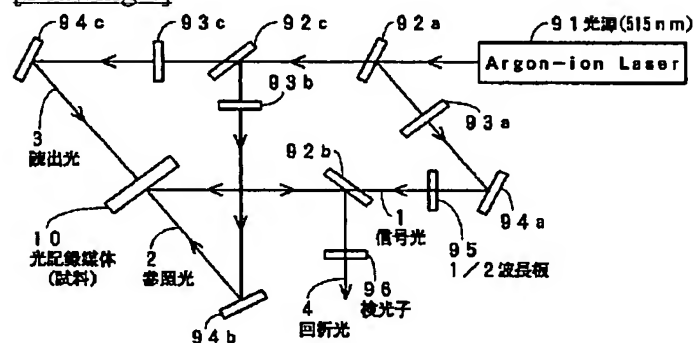 94c
93c
92c
92a
91光源(515nm)
Argon-ion Laser
93b
93a
3
読出光
92b
94a
10
光記録媒体
(試料)
2
参照光
1
信号光
95
1/2波長板
94b
4
回折光
96
検光子